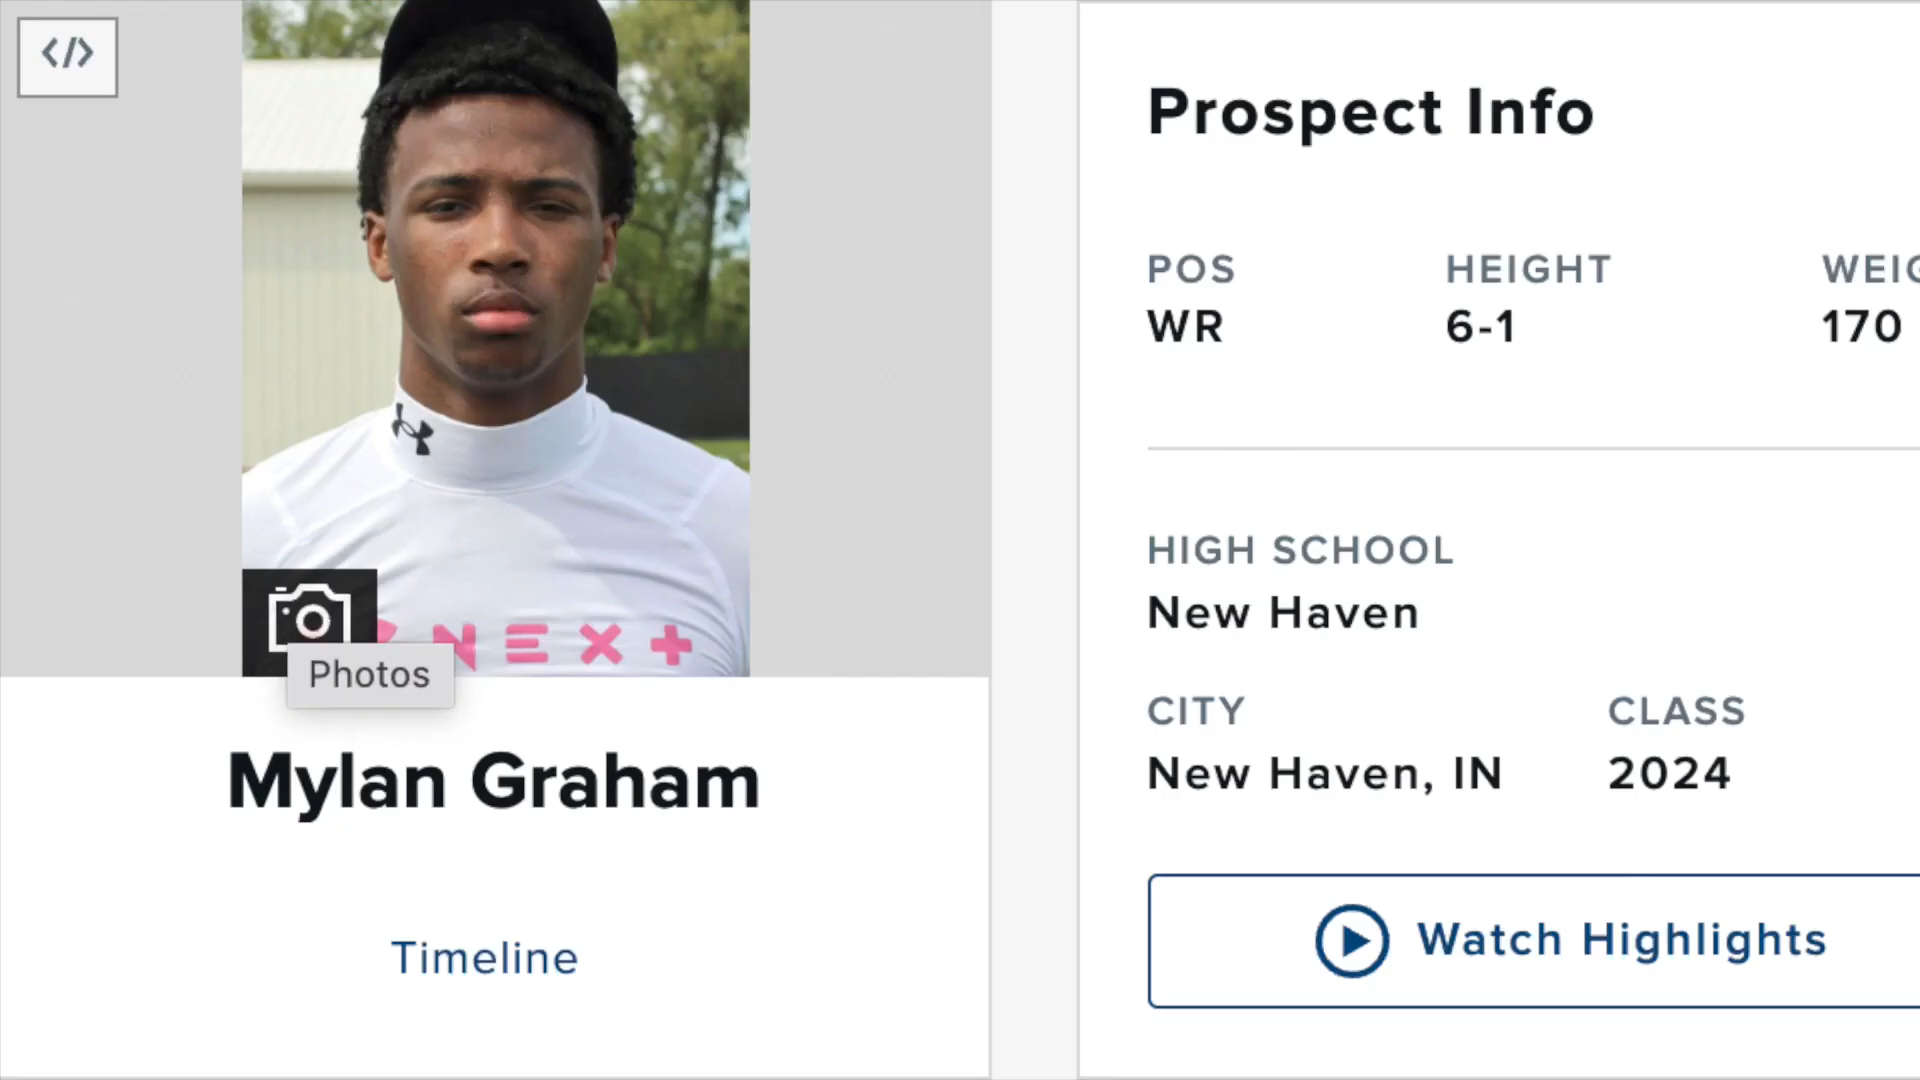 </>
NEX+
Photos
Mylan Graham
Timeline
Prospect Info
POS HEIGHT
WR 6-1 170
HIGH SCHOOL
New Haven
CITY CLASS
New Haven, IN 2024
Watch Highlights